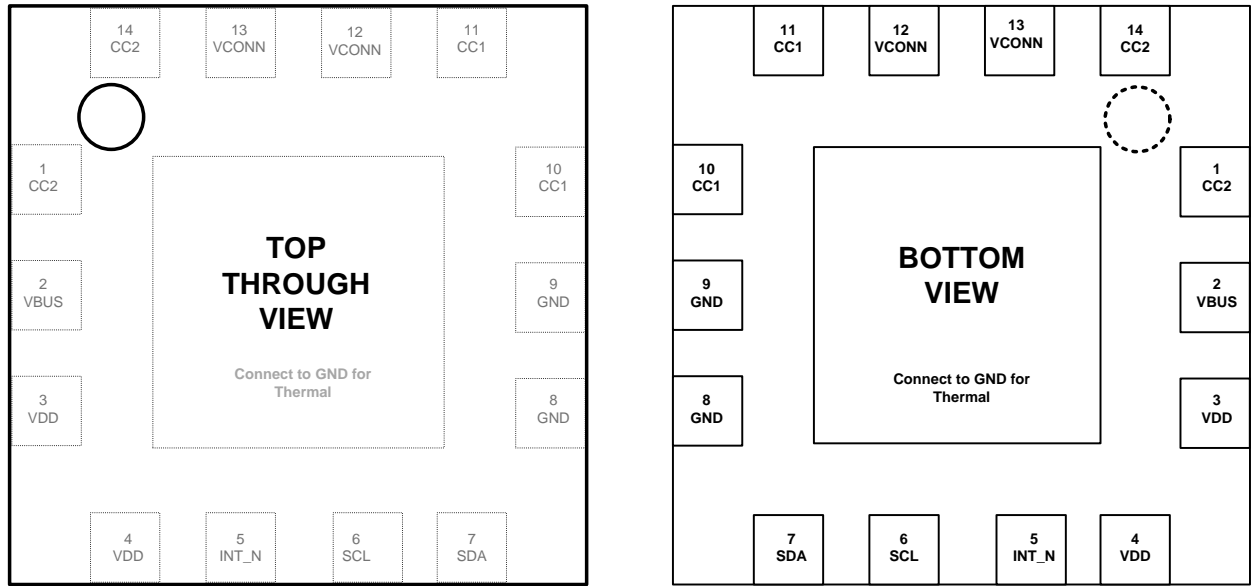 14
CC2
13
VCONN
12
VCONN
11
CC1
1
CC2
10
CC1
TOP
THROUGH
VIEW
2
VBUS
9
GND
Connect to GND for
Thermal
3
VDD
8
GND
4
VDD
5
INT_N
6
SCL
7
SDA
11
CC1
12
VCONN
13
VCONN
14
CC2
10
CC1
1
CC2
BOTTOM
VIEW
9
GND
2
VBUS
Connect to GND for
Thermal
8
GND
3
VDD
7
SDA
6
SCL
5
INT_N
4
VDD